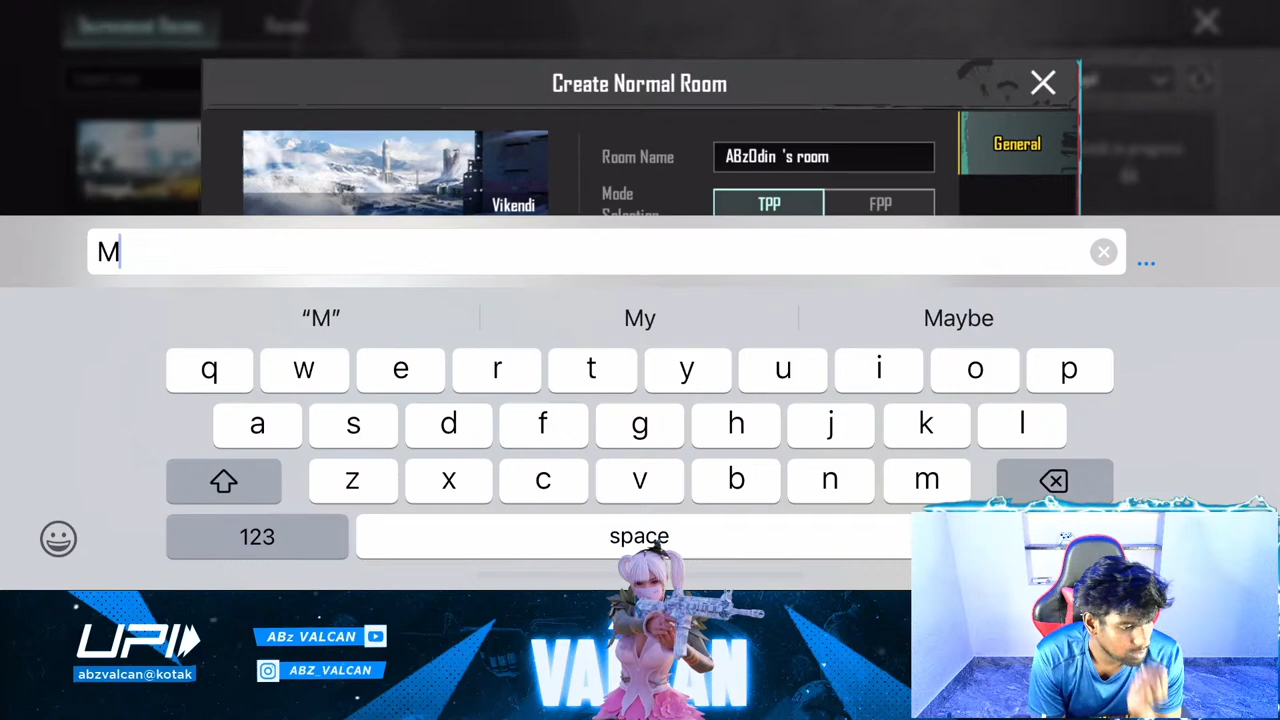 Create Normal Room
Room Name
ABzOdin 's room
General
Mode
TPP
FPP
Vikendi
M
...
“M”
My
Maybe
q w e r t y u i o p
a s d f g h j k l
z x c v b n m
123
space
UPI
abzvalcan@kotak
ABz VALCAN
ABZ_VALCAN
VALCAN